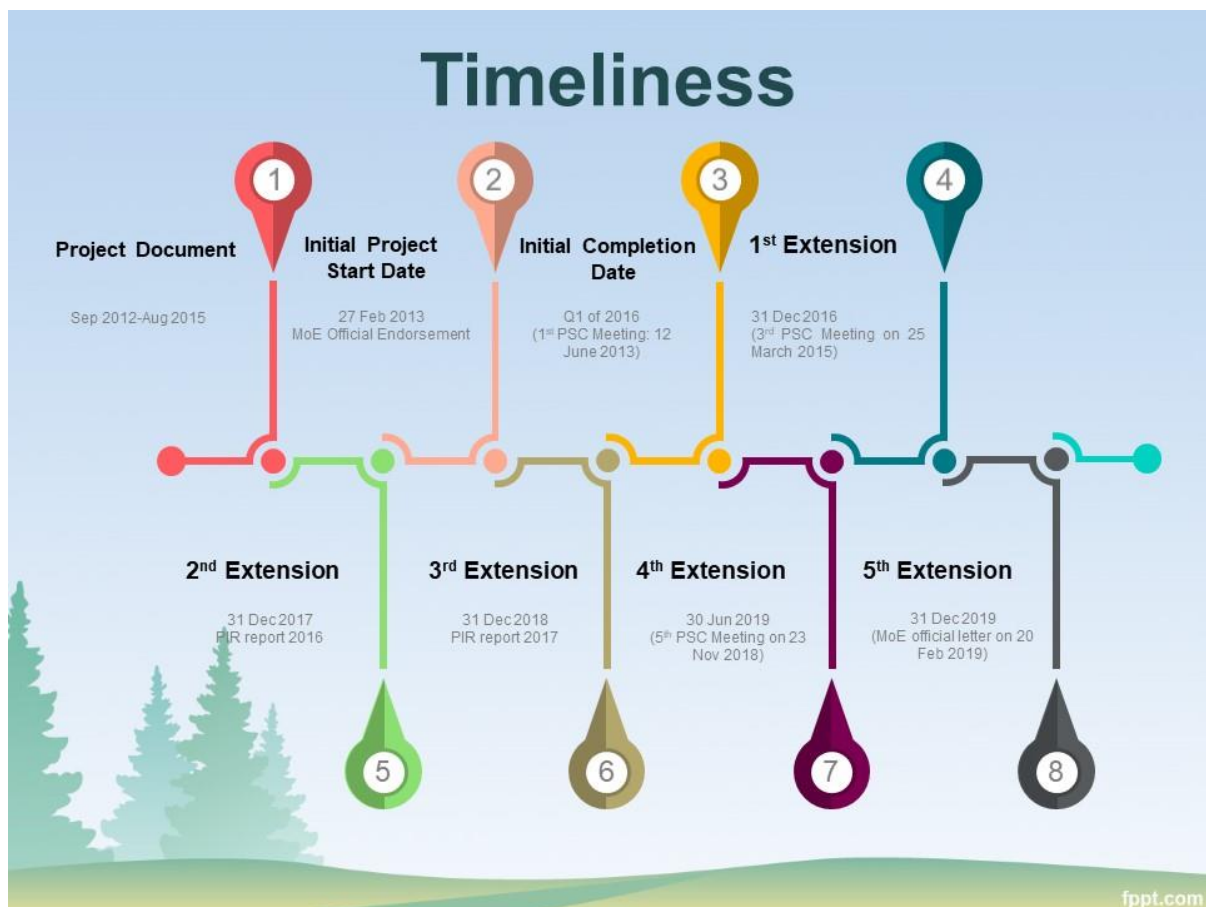 Timeliness
1
2
3
4
Project Document
Sep 2012-Aug 2015
Initial Project
Start Date
27 Feb 2013
MoE Official Endorsement
Initial Completion
Date
Q1 of 2016
(1st PSC Meeting: 12
June 2013)
1st Extension
31 Dec 2016
(3rd PSC Meeting on 25
March 2015)
2nd Extension
31 Dec 2017
PIR report 2016
3rd Extension
31 Dec 2018
PIR report 2017
4th Extension
30 Jun 2019
(5th PSC Meeting on 23
Nov 2018)
5th Extension
31 Dec 2019
(MoE official letter on 20
Feb 2019)
5
6
7
8
fppt.com